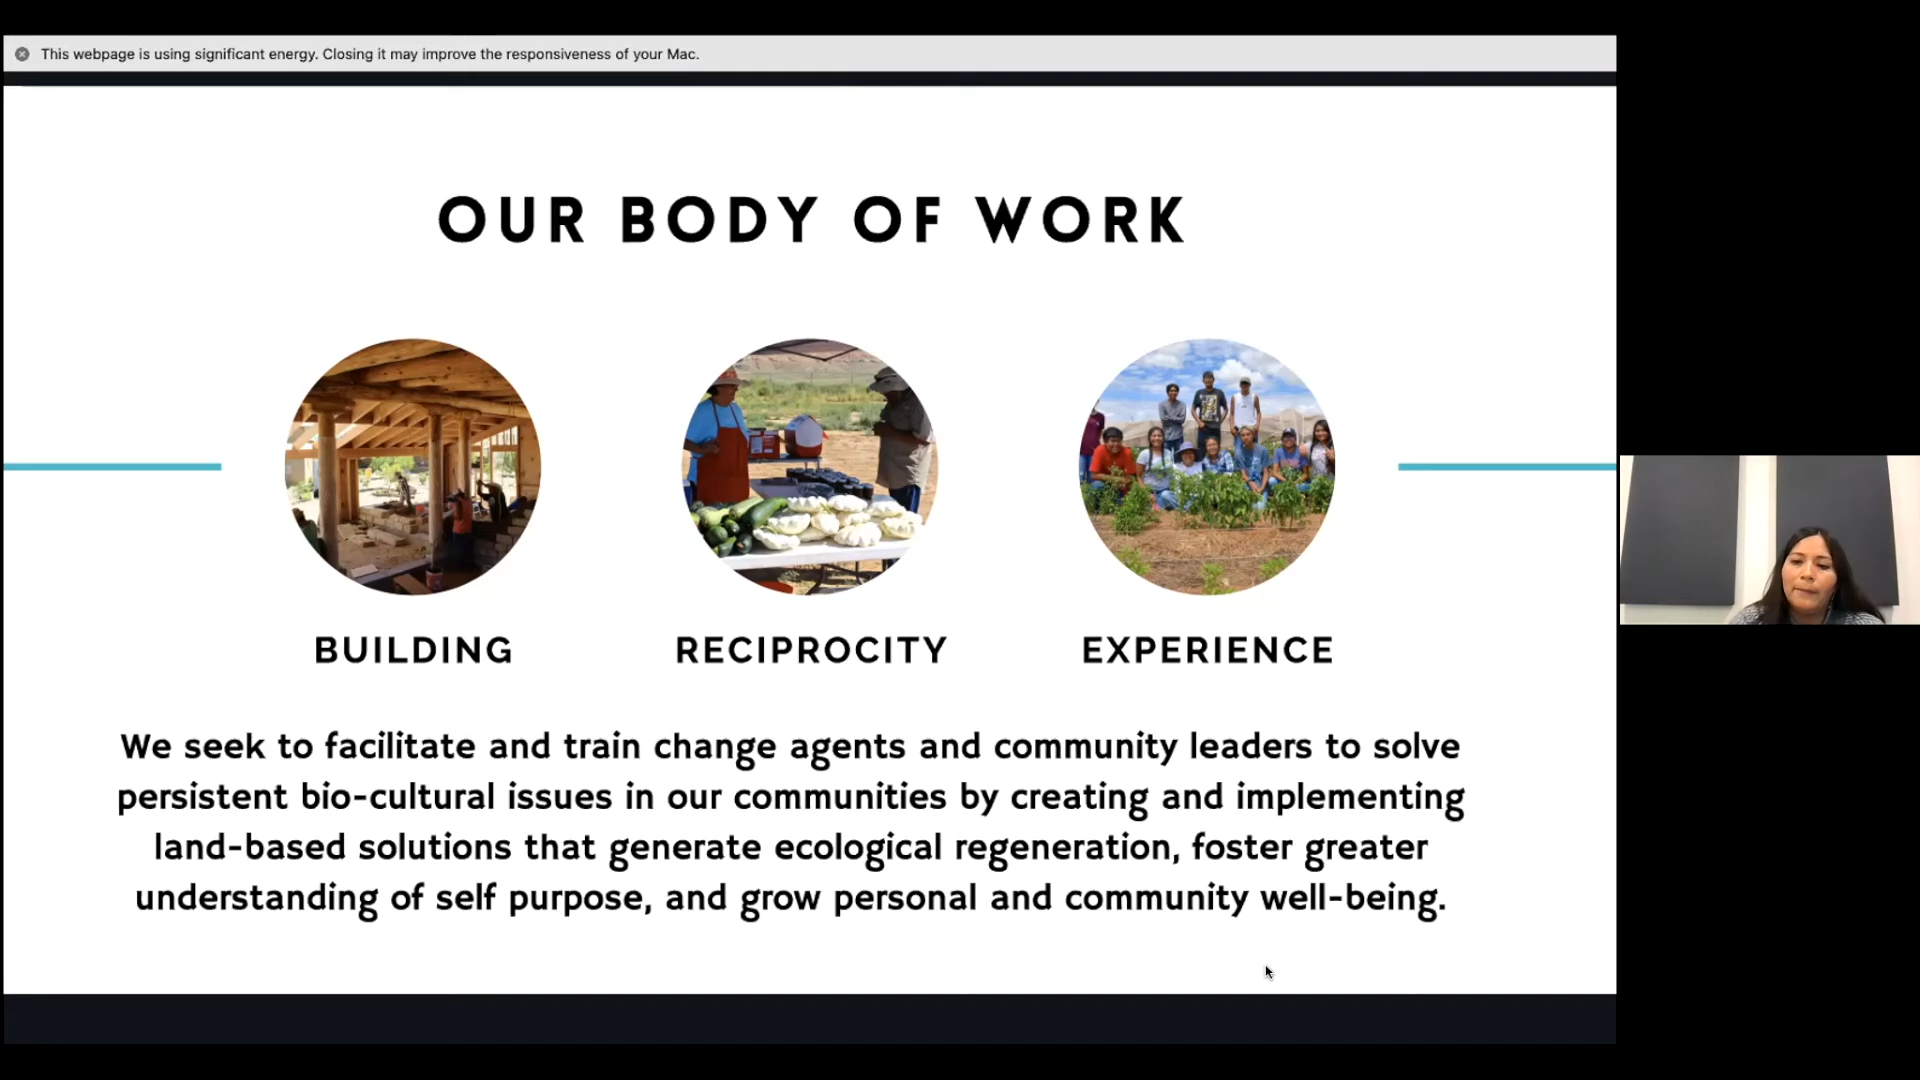 This webpage is using significant energy. Closing it may improve the responsiveness of your Mac.
OUR BODY OF WORK
BUILDING
RECIPROCITY
EXPERIENCE
We seek to facilitate and train change agents and community leaders to solve
persistent bio-cultural issues in our communities by creating and implementing
land-based solutions that generate ecological regeneration, foster greater
understanding of self purpose, and grow personal and community well-being.